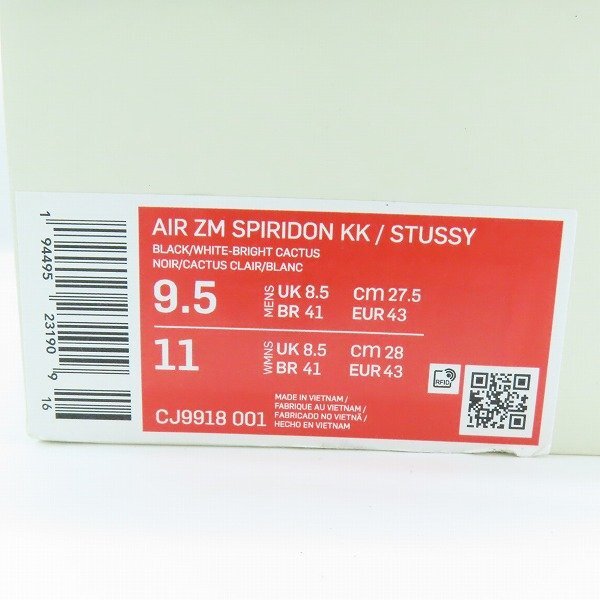 AIR ZM SPIRIDON KK / STUSSY
BLACK/WHITE-BRIGHT CACTUS
NOIR/CACTUS CLAIR/BLANC
9.5 MENS UK 8.5 cm 27.5
BR 41 EUR 43
11 WMNS UK 8.5 cm 28
BR 41 EUR 43
RFID
CJ9918 001
MADE IN VIETNAM /
FABRIQUE AU VIETNAM /
FABRICADO NO VIETNÃ /
HECHO EN VIETNAM
1 94495 23190 9 16